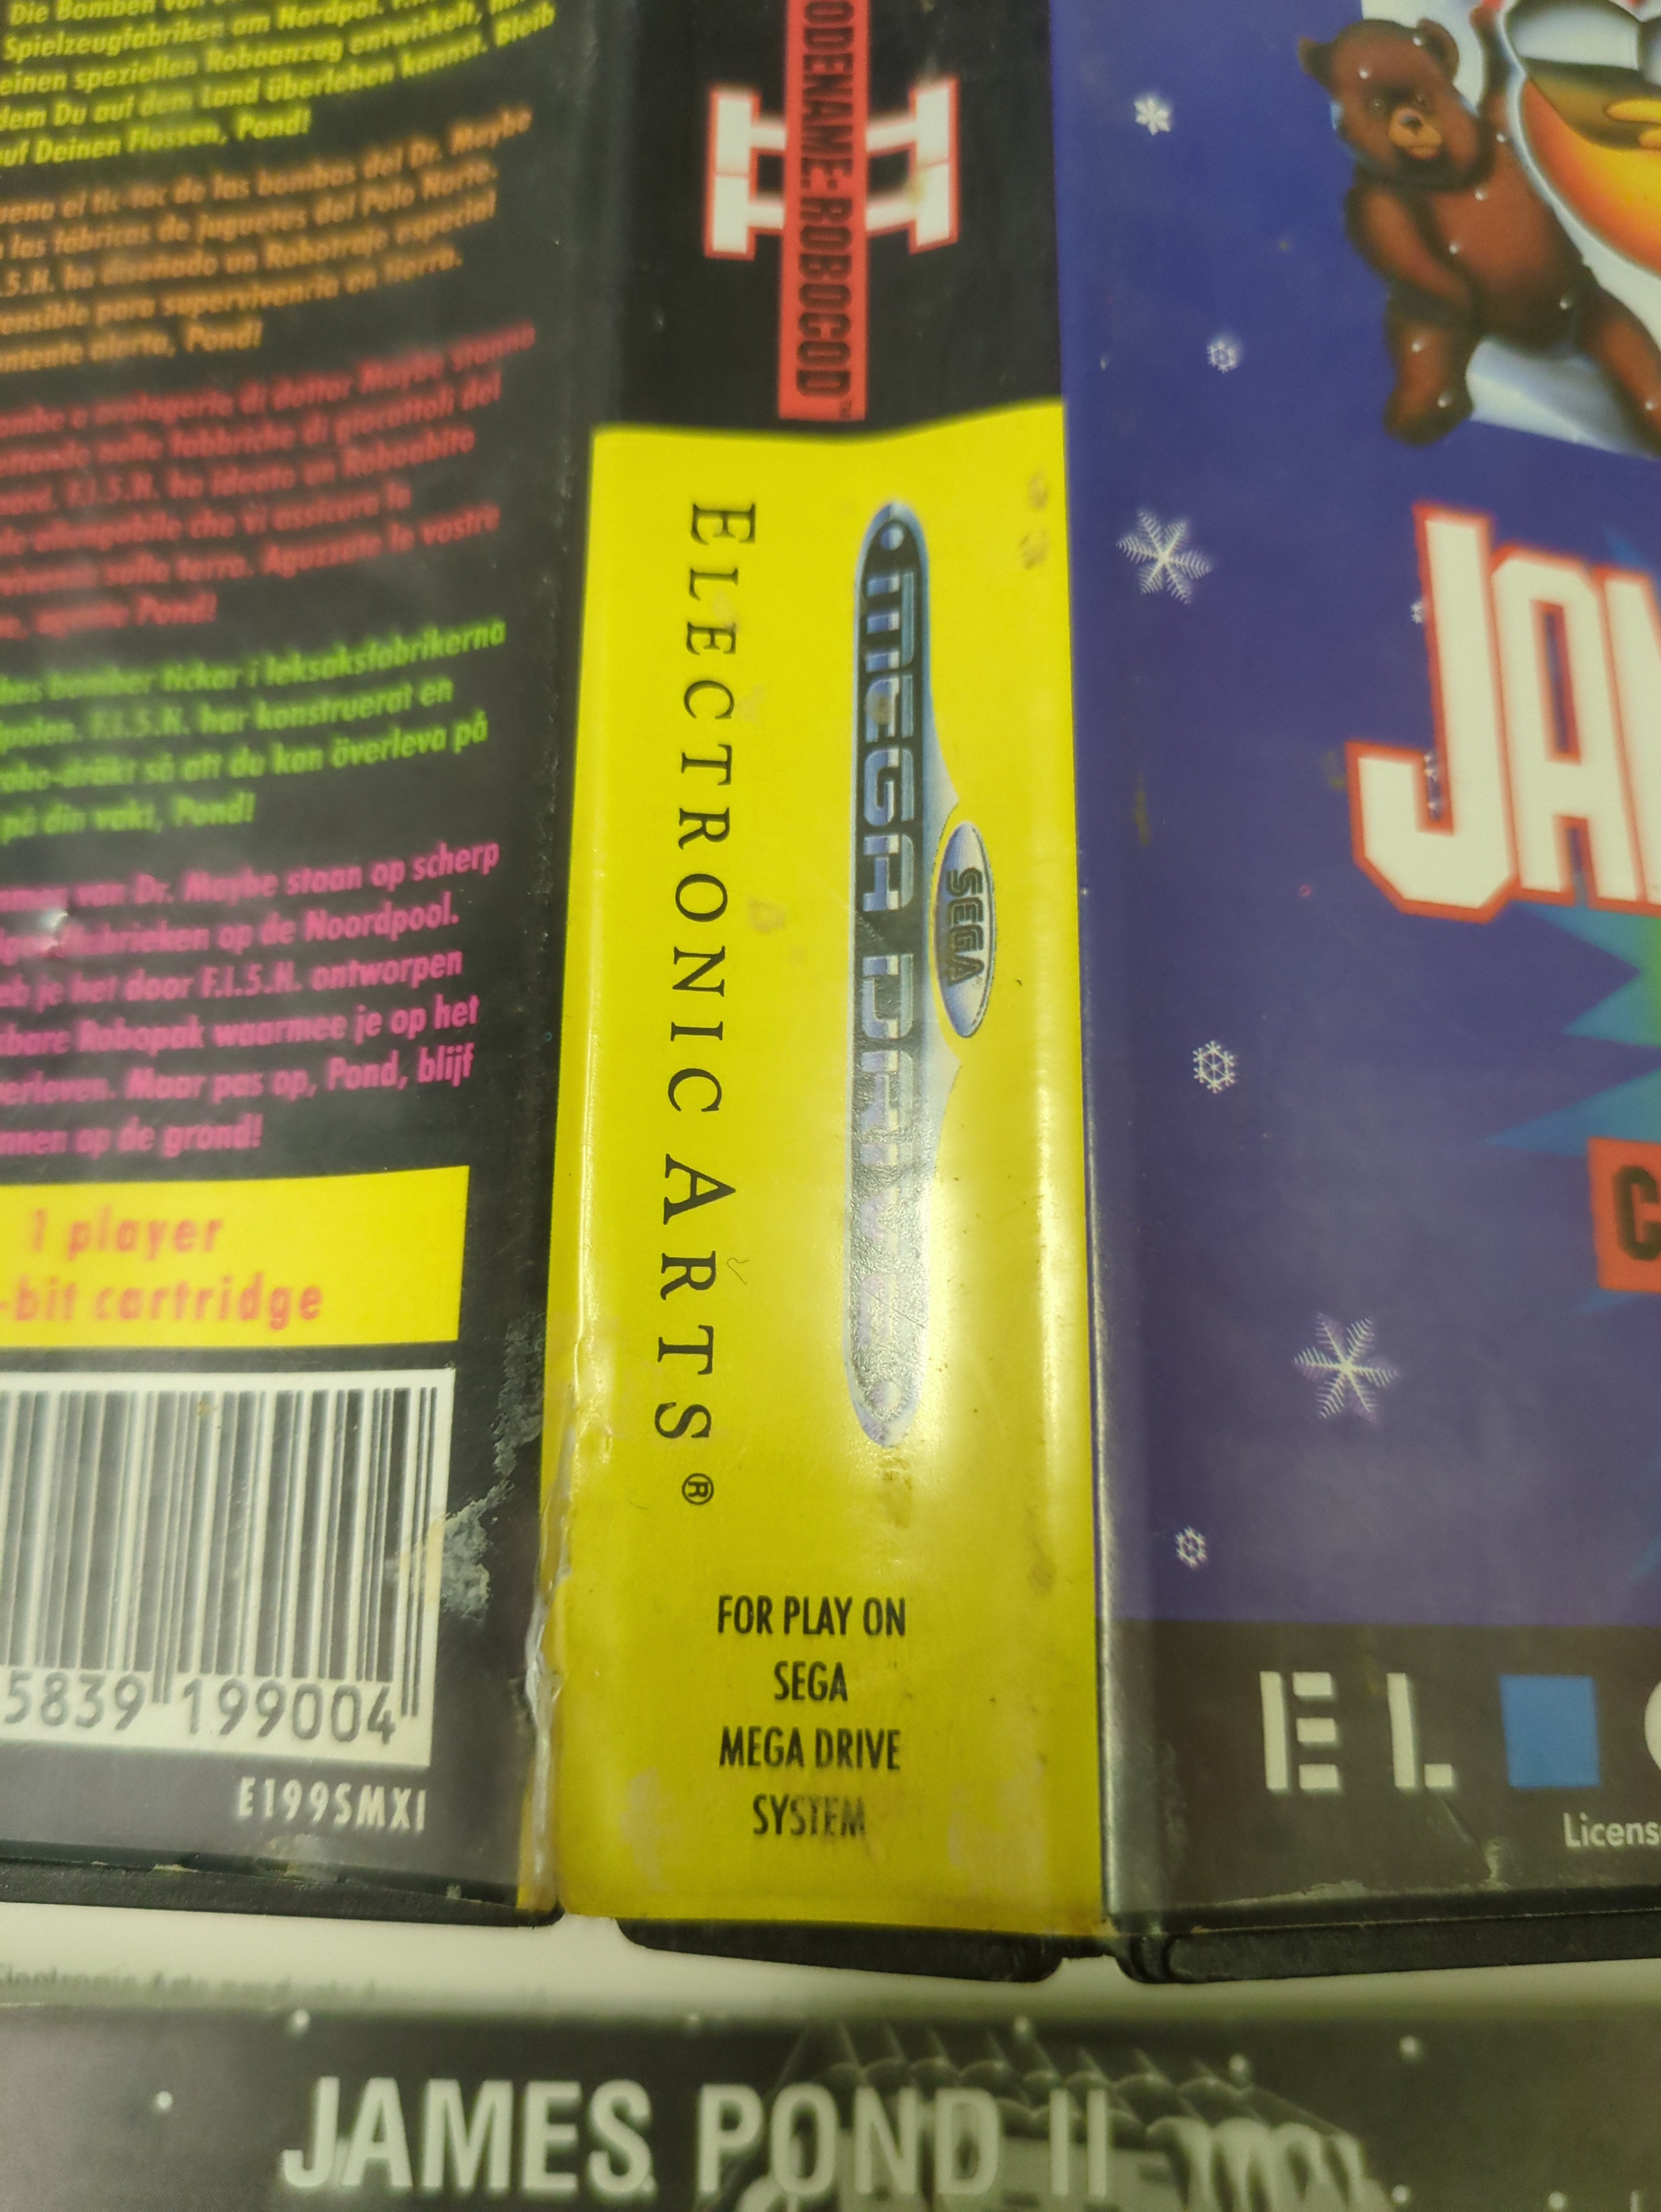 Die Bomben von
Spielzeugfabriken am Nordpol.
einen speziellen Roboanzug entwickelt,
dem Du auf dem Land überleben kannst. Bleib
auf Deinen Flossen, Pond!
el tic-tac de las bombas del Dr. Maybe
las fábricas de juguetes del Polo Norte.
.S.H. ha diseñado un Robotraje especial
para supervivencia en tierra.
alerta, Pond!
e orologeria di dottor Maybe stanno
nelle fabbriche di giocattoli del
F.I.S.H. ha ideato un Roboabito
che vi assicura la
sulla terra. Aguzzate le vostre
agente Pond!
bomber tickar i leksaksfabrikerna
F.I.S.H. har konstruerat en
robo-dräkt så att du kan överleva på
på din vakt, Pond!
van Dr. Maybe staan op scherp
op de Noordpool.
je het door F.I.S.H. ontworpen
Robopak waarmee je op het
Maar pas op, Pond, blijf
op de grond!
1 player
-bit cartridge
5839 199004
E199SMXI
ODENAME: ROBOCOD™
II
ELECTRONIC ARTS®
MEGA DRIVE
SEGA
FOR PLAY ON
SEGA
MEGA DRIVE
SYSTEM
JA
C
EL
Licens
JAMES POND II